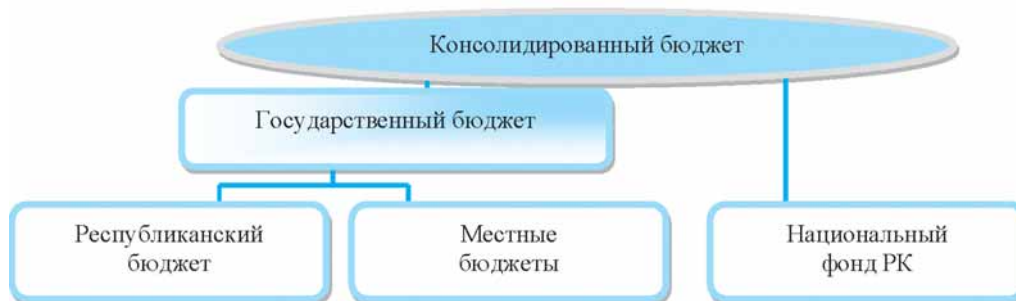 Консолидированный бюджет
Государственный бюджет
Республиканский
бюджет
Местные
бюджеты
Национальный
фонд РК